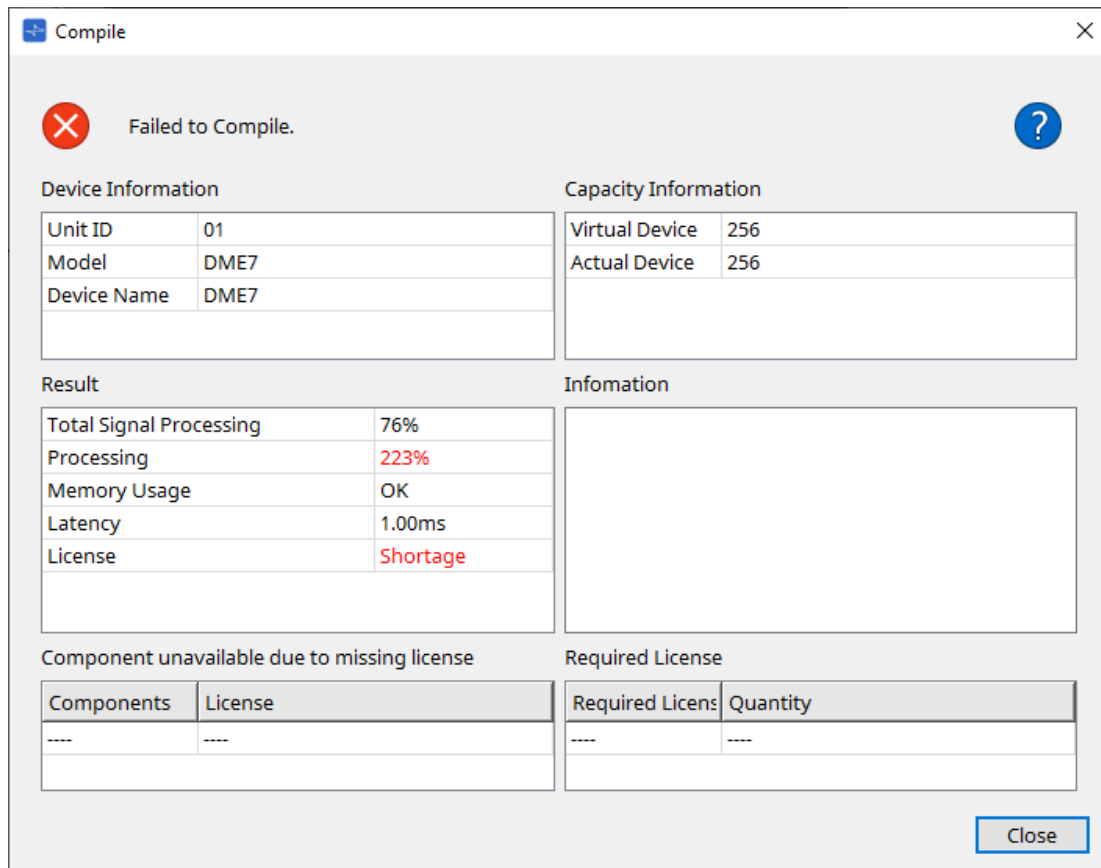 Compile
Failed to Compile.
Device Information
Unit ID 01
Model DME7
Device Name DME7
Capacity Information
Virtual Device 256
Actual Device 256
Result
Total Signal Processing 76%
Processing 223%
Memory Usage OK
Latency 1.00ms
License Shortage
Infomation
Component unavailable due to missing license
Components License
---- ----
Required License
Required Licens Quantity
---- ----
Close